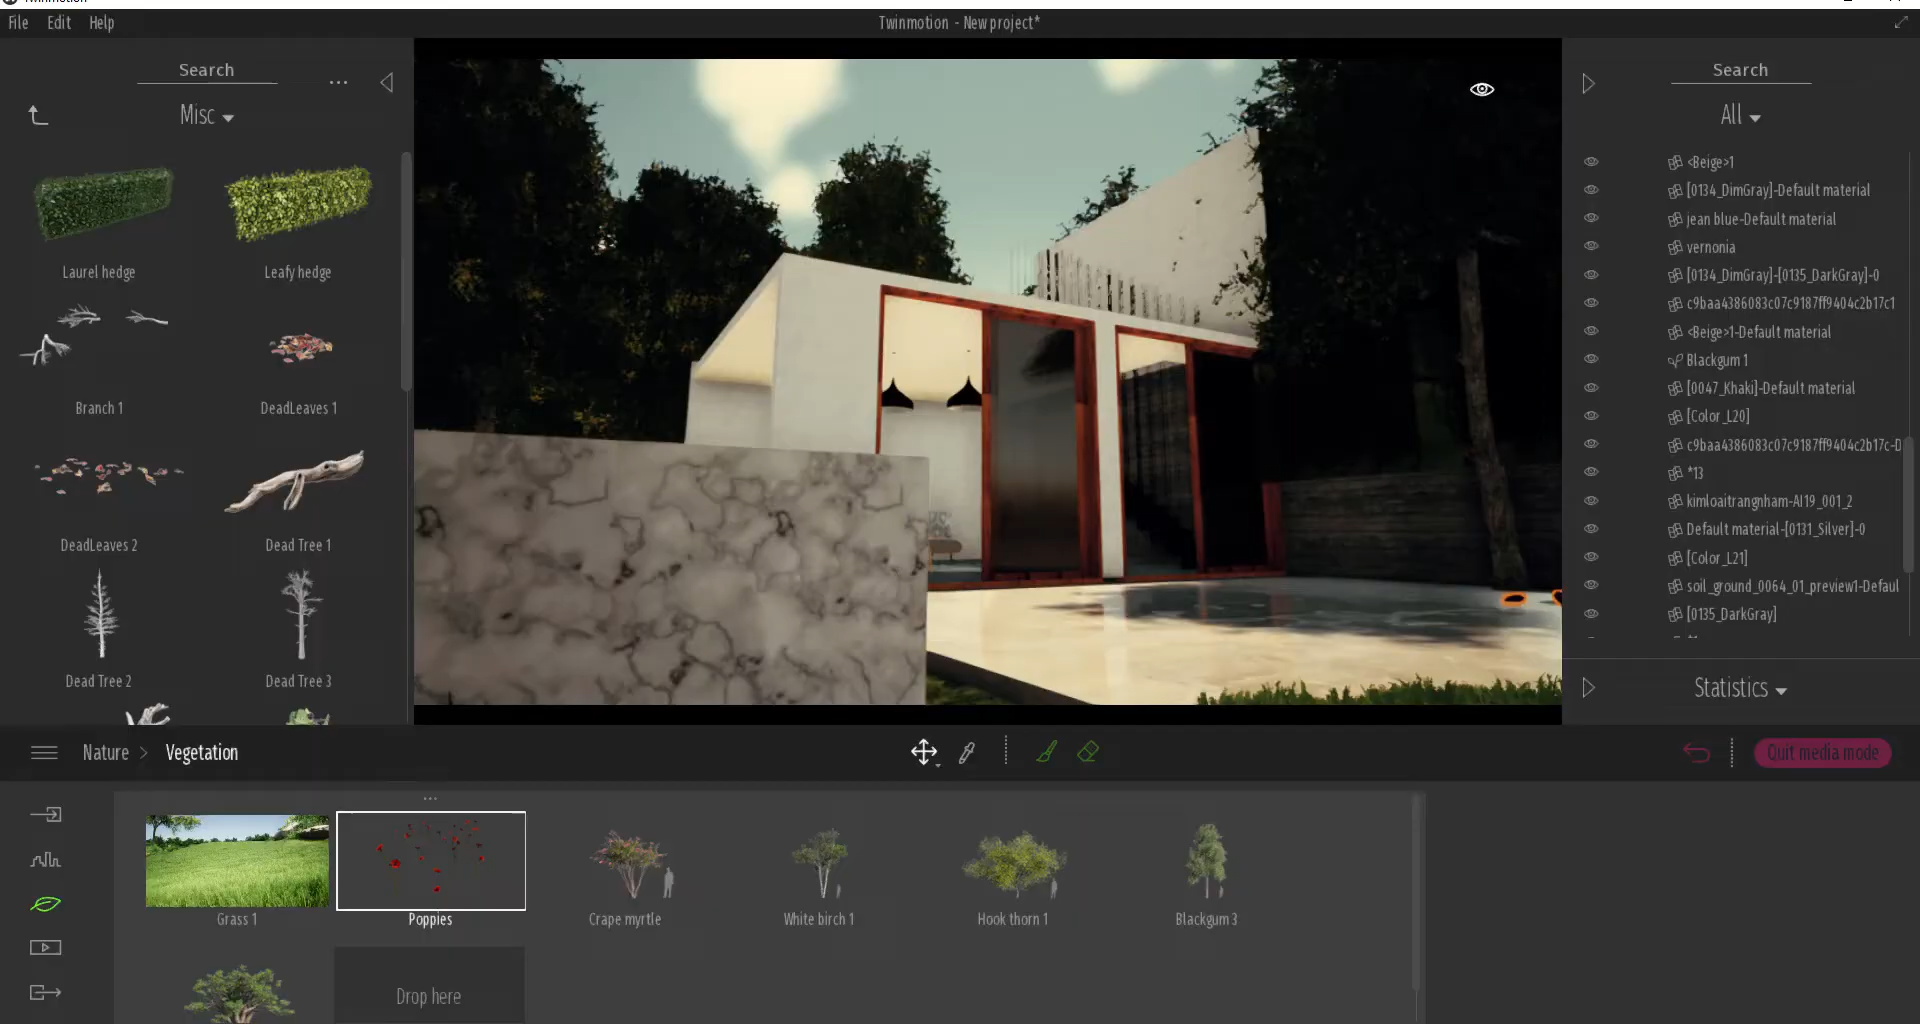 Twinmotion
File Edit Help
Twinmotion - New project*
Search
...
Misc
Laurel hedge
Leafy hedge
Branch 1
DeadLeaves 1
DeadLeaves 2
Dead Tree 1
Dead Tree 2
Dead Tree 3
Search
All
<Beige>1
[0134_DimGray]-Default material
jean blue-Default material
vernonia
[0134_DimGray]-[0135_DarkGray]-0
c9baa4386083c07c9187ff9404c2b17c1
<Beige>1-Default material
Blackgum 1
[0047_Khaki]-Default material
[Color_L20]
c9baa4386083c07c9187ff9404c2b17c-D
*13
kimloaitrangnham-AI19_001_2
Default material-[0131_Silver]-0
[Color_L21]
soil_ground_0064_01_preview1-Defaul
[0135_DarkGray]
Statistics
Nature > Vegetation
Quit media mode
...
Grass 1
Poppies
Crape myrtle
White birch 1
Hook thorn 1
Blackgum 3
Drop here